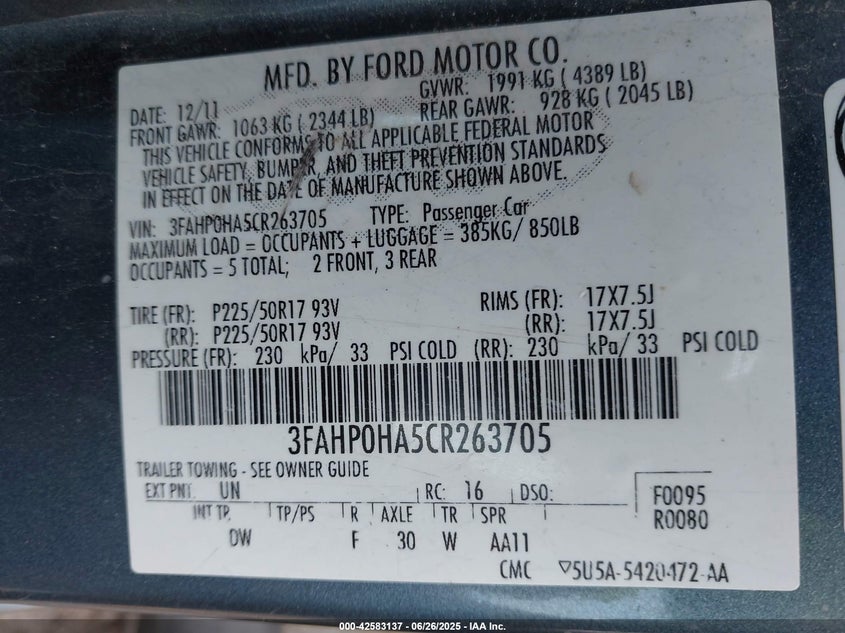 MFD. BY FORD MOTOR CO.
DATE: 12/11 GVWR: 1991 KG ( 4389 LB)
FRONT GAWR: 1063 KG ( 2344 LB) REAR GAWR: 928 KG ( 2045 LB)
THIS VEHICLE CONFORMS TO ALL APPLICABLE FEDERAL MOTOR
VEHICLE SAFETY, BUMPER, AND THEFT PREVENTION STANDARDS
IN EFFECT ON THE DATE OF MANUFACTURE SHOWN ABOVE.
VIN: 3FAHP0HA5CR263705 TYPE: Passenger Car
MAXIMUM LOAD = OCCUPANTS + LUGGAGE = 385KG/ 850LB
OCCUPANTS = 5 TOTAL; 2 FRONT, 3 REAR
TIRE (FR): P225/50R17 93V RIMS (FR): 17X7.5J
(RR): P225/50R17 93V (RR): 17X7.5J
PRESSURE (FR): 230 kPa/ 33 PSI COLD (RR): 230 kPa/ 33 PSI COLD
3FAHP0HA5CR263705
TRAILER TOWING - SEE OWNER GUIDE
EXT PNT: UN RC: 16 DSO: F0095
INT TR TP/PS R AXLE TR SPR R0080
DW F 30 W AA11
CMC ▽5U5A-5420472-AA
000-42583137 - 06/26/2025 - IAA Inc.